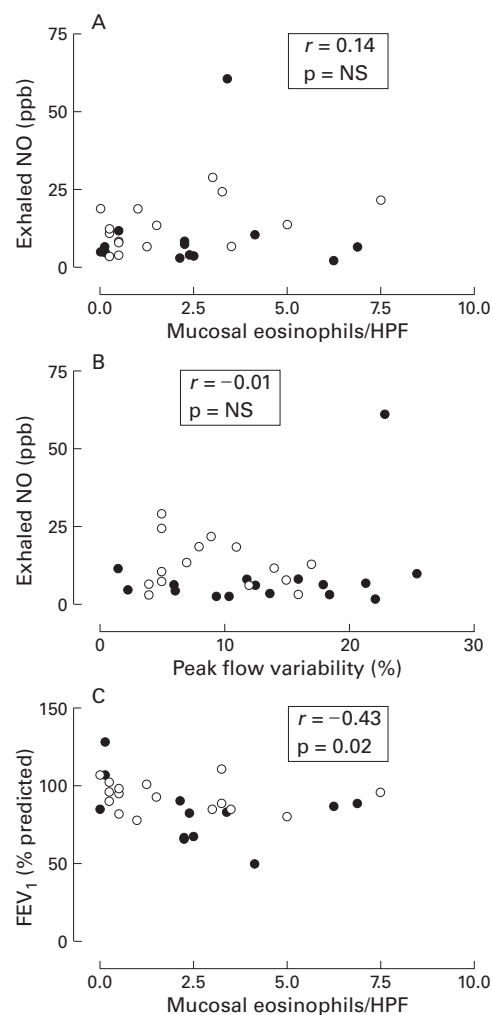 A
r = 0.14
p = NS
Exhaled NO (ppb)
75
50
25
0
0.0 2.5 5.0 7.5 10.0
Mucosal eosinophils/HPF
B
r = −0.01
p = NS
Exhaled NO (ppb)
75
50
25
0
0 10 20 30
Peak flow variability (%)
C
r = −0.43
p = 0.02
FEV₁ (% predicted)
150
100
50
0
0.0 2.5 5.0 7.5 10.0
Mucosal eosinophils/HPF